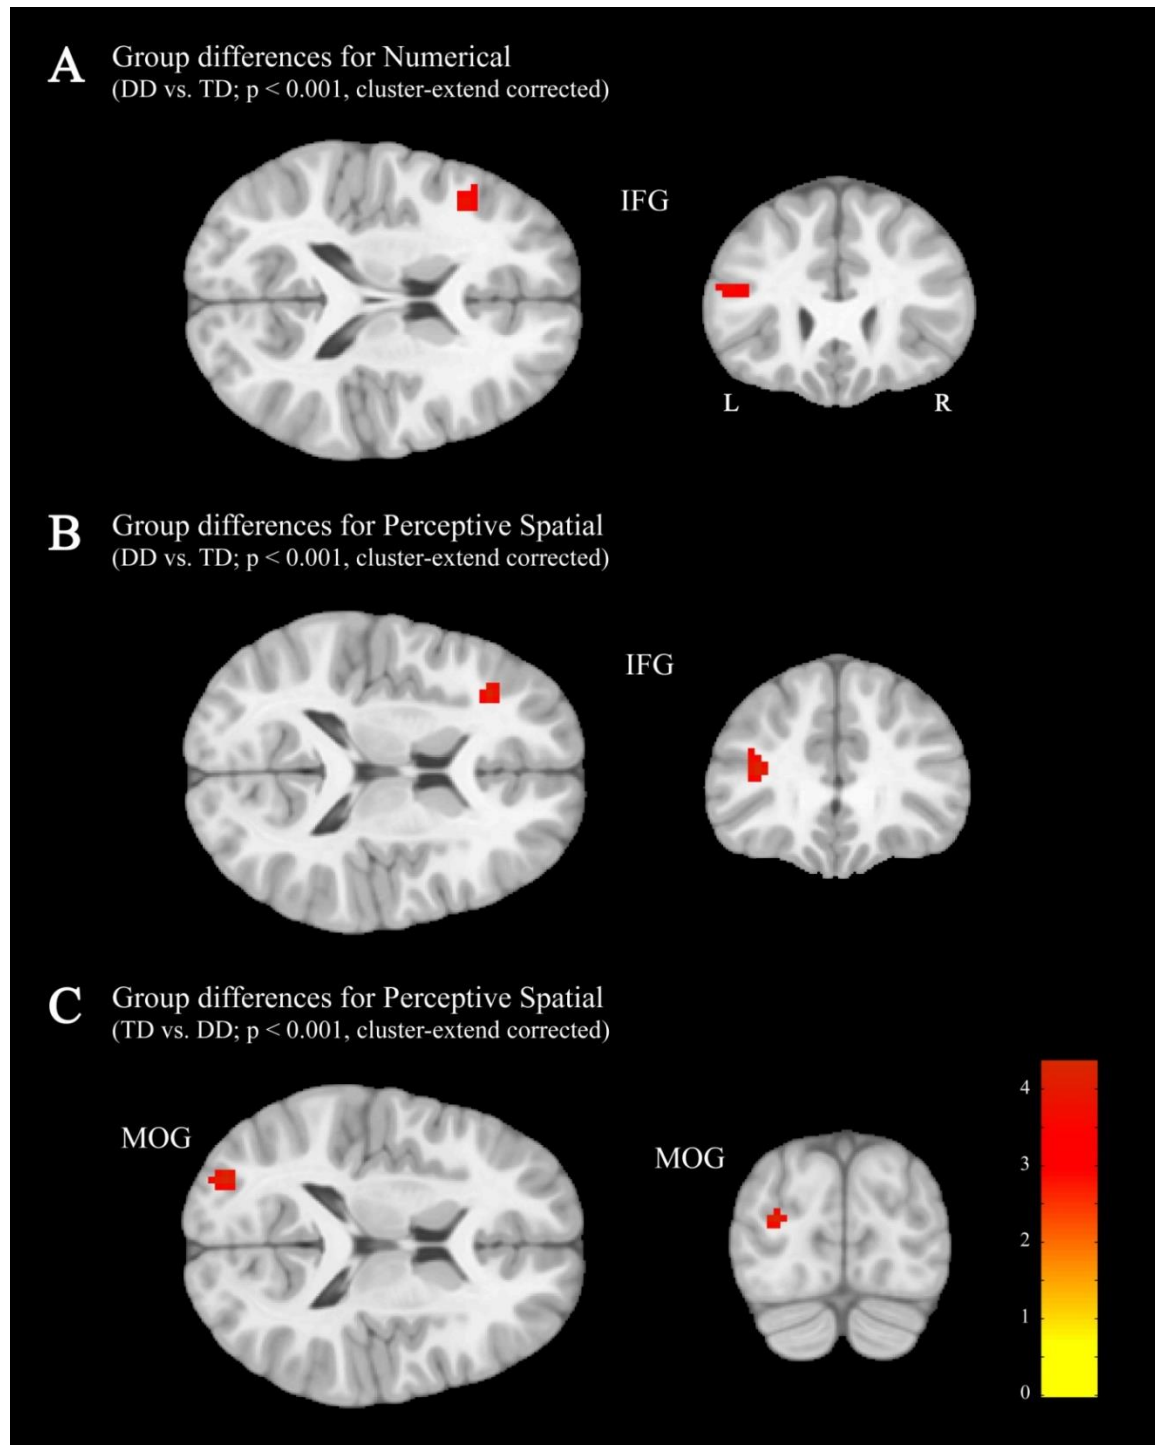 A
Group differences for Numerical
(DD vs. TD; p < 0.001, cluster-extend corrected)
IFG
L
R
B
Group differences for Perceptive Spatial
(DD vs. TD; p < 0.001, cluster-extend corrected)
IFG
C
Group differences for Perceptive Spatial
(TD vs. DD; p < 0.001, cluster-extend corrected)
MOG
MOG
4
3
2
1
0